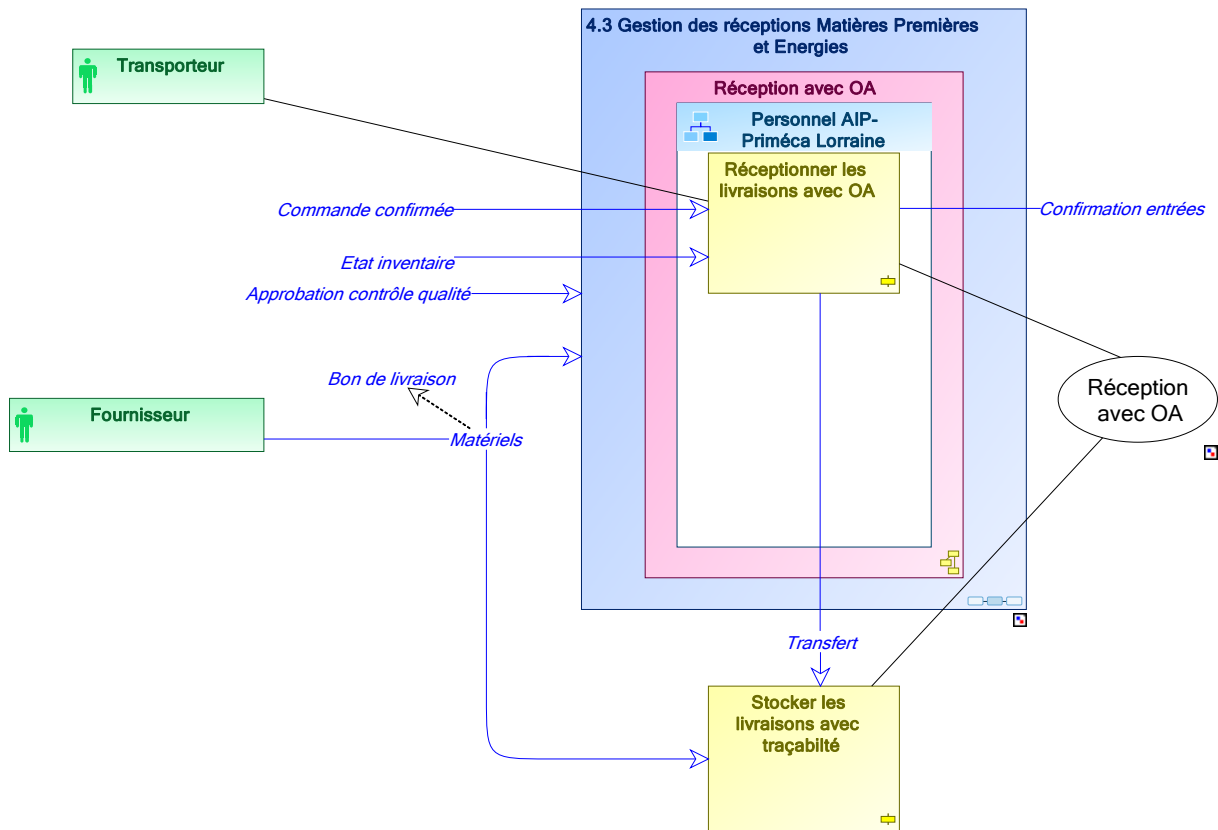 4.3 Gestion des réceptions Matières Premières
et Energies
Transporteur
Réception avec OA
Personnel AIP-
Priméca Lorraine
Réceptionner les
livraisons avec OA
Commande confirmée
Confirmation entrées
Etat inventaire
Approbation contrôle qualité
Bon de livraison
Réception
avec OA
Fournisseur
Matériels
Transfert
Stocker les
livraisons avec
traçabilté